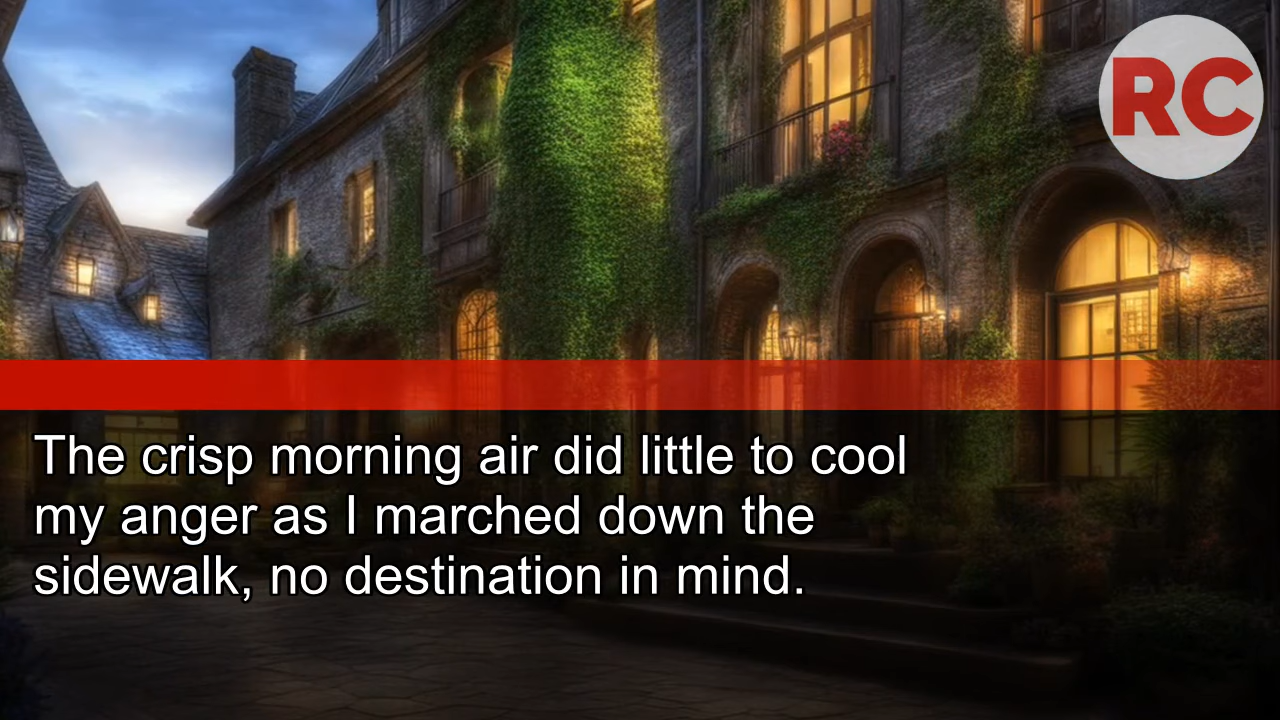 RC
The crisp morning air did little to cool
my anger as I marched down the
sidewalk, no destination in mind.